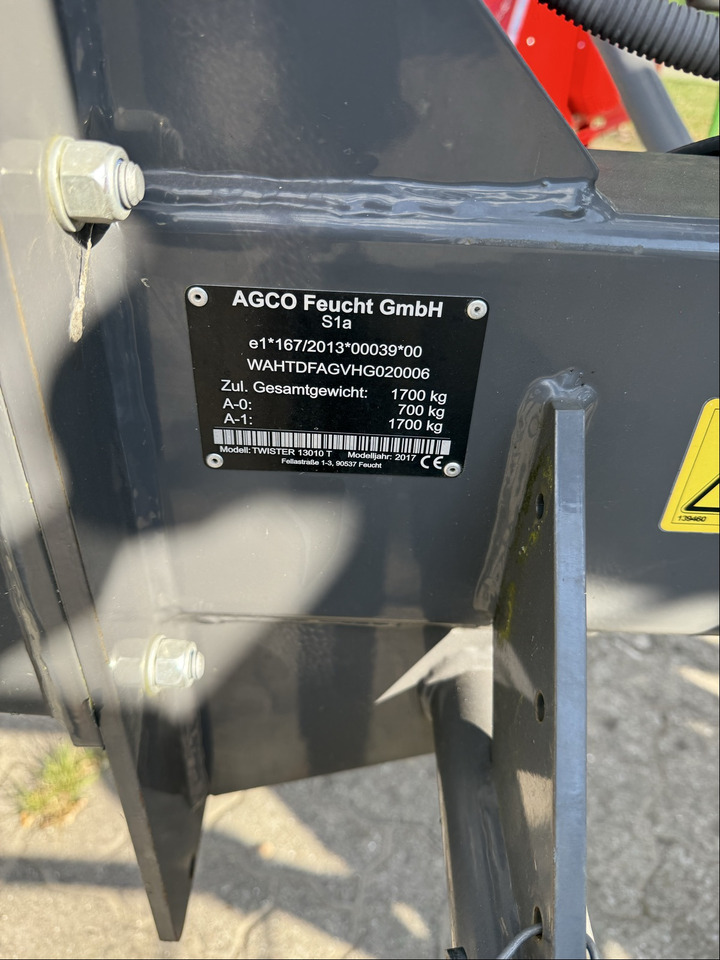 AGCO Feucht GmbH
S1a
e1*167/2013*00039*00
WAHTDFAGVHG020006
Zul. Gesamtgewicht: 1700 kg
A-0: 700 kg
A-1: 1700 kg
Modell: TWISTER 13010 T Modelljahr: 2017
Fellastraße 1-3, 90537 Feucht CE
139460